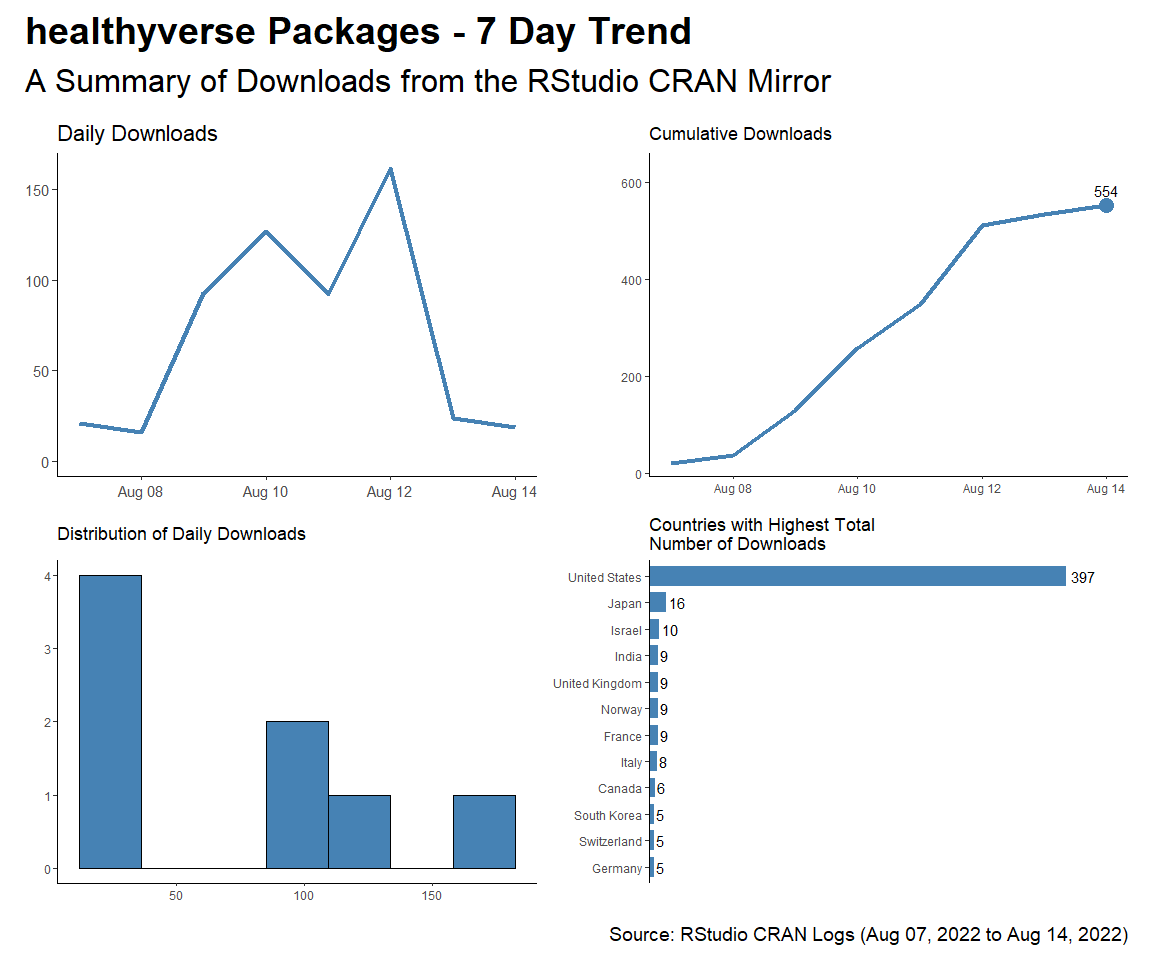 healthyverse Packages - 7 Day Trend
A Summary of Downloads from the RStudio CRAN Mirror
Daily Downloads
150
100
50
0
Aug 08 Aug 10 Aug 12 Aug 14
Cumulative Downloads
600
400
200
0
554
Aug 08 Aug 10 Aug 12 Aug 14
Distribution of Daily Downloads
4
3
2
1
0
50 100 150
Countries with Highest Total
Number of Downloads
United States 397
Japan 16
Israel 10
India 9
United Kingdom 9
Norway 9
France 9
Italy 8
Canada 6
South Korea 5
Switzerland 5
Germany 5
Source: RStudio CRAN Logs (Aug 07, 2022 to Aug 14, 2022)